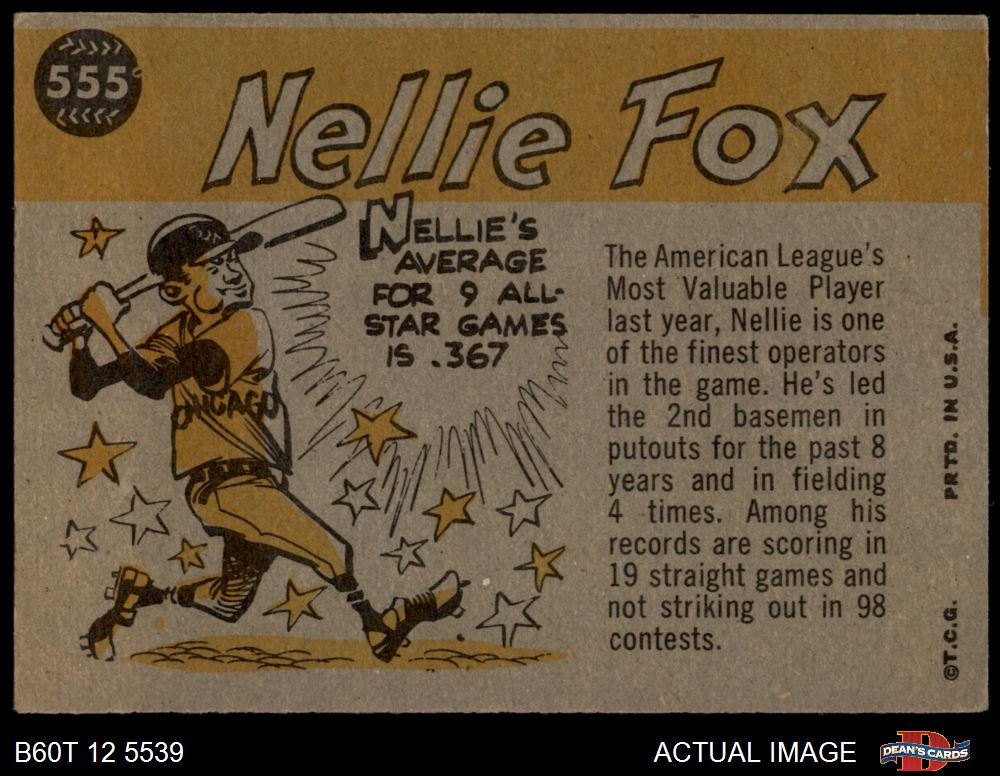 555
Nellie Fox
NELLIE'S
AVERAGE
FOR 9 ALL-
STAR GAMES
IS .367
CHICAGO
The American League's
Most Valuable Player
last year, Nellie is one
of the finest operators
in the game. He's led
the 2nd basemen in
putouts for the past 8
years and in fielding
4 times. Among his
records are scoring in
19 straight games and
not striking out in 98
contests.
©T.C.G. PRTD. IN U.S.A.
B60T 12 5539
ACTUAL IMAGE
DEAN'S CARDS